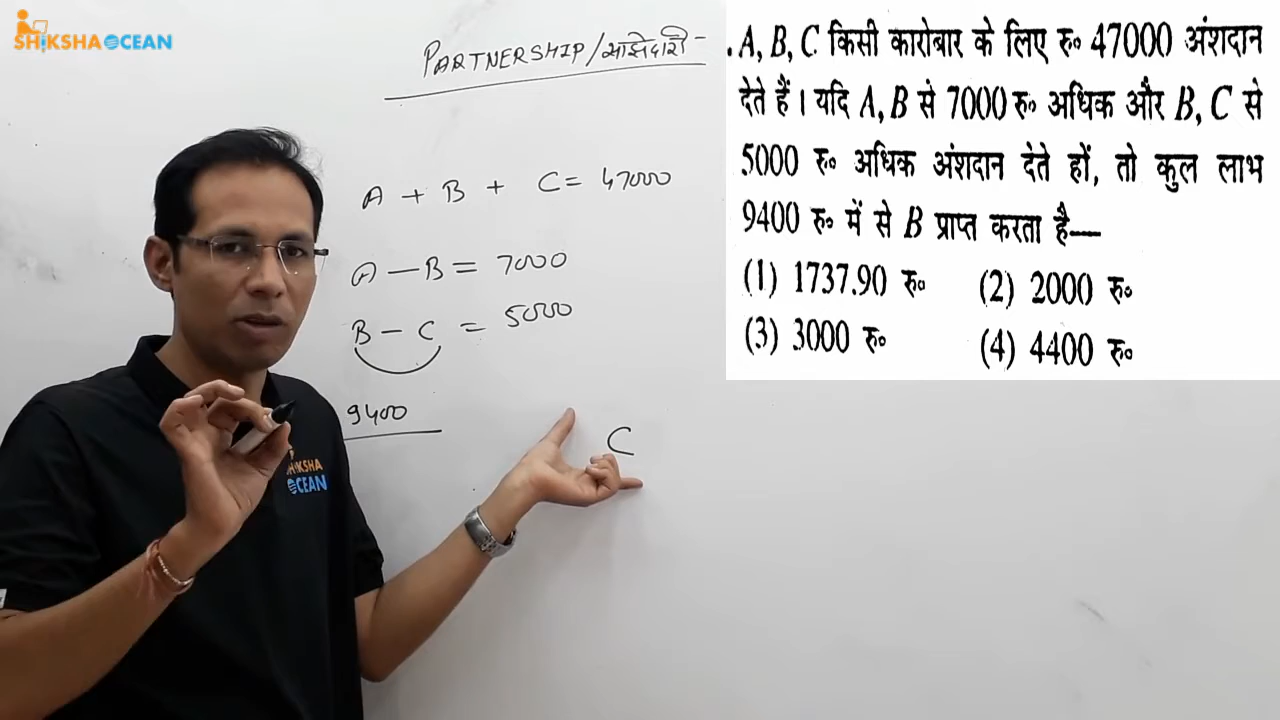 SHIKSHA OCEAN
PARTNERSHIP/साझेदारी-
A + B + C = 47000
A - B = 7000
B - C = 5000
9400
C
SHIKSHA
OCEAN
. A, B, C किसी कारोबार के लिए रु॰ 47000 अंशदान
देते हैं। यदि A, B से 7000 रु॰ अधिक और B, C से
5000 रु॰ अधिक अंशदान देते हों, तो कुल लाभ
9400 रु॰ में से B प्राप्त करता है—
(1) 1737.90 रु॰ (2) 2000 रु॰
(3) 3000 रु॰ (4) 4400 रु॰